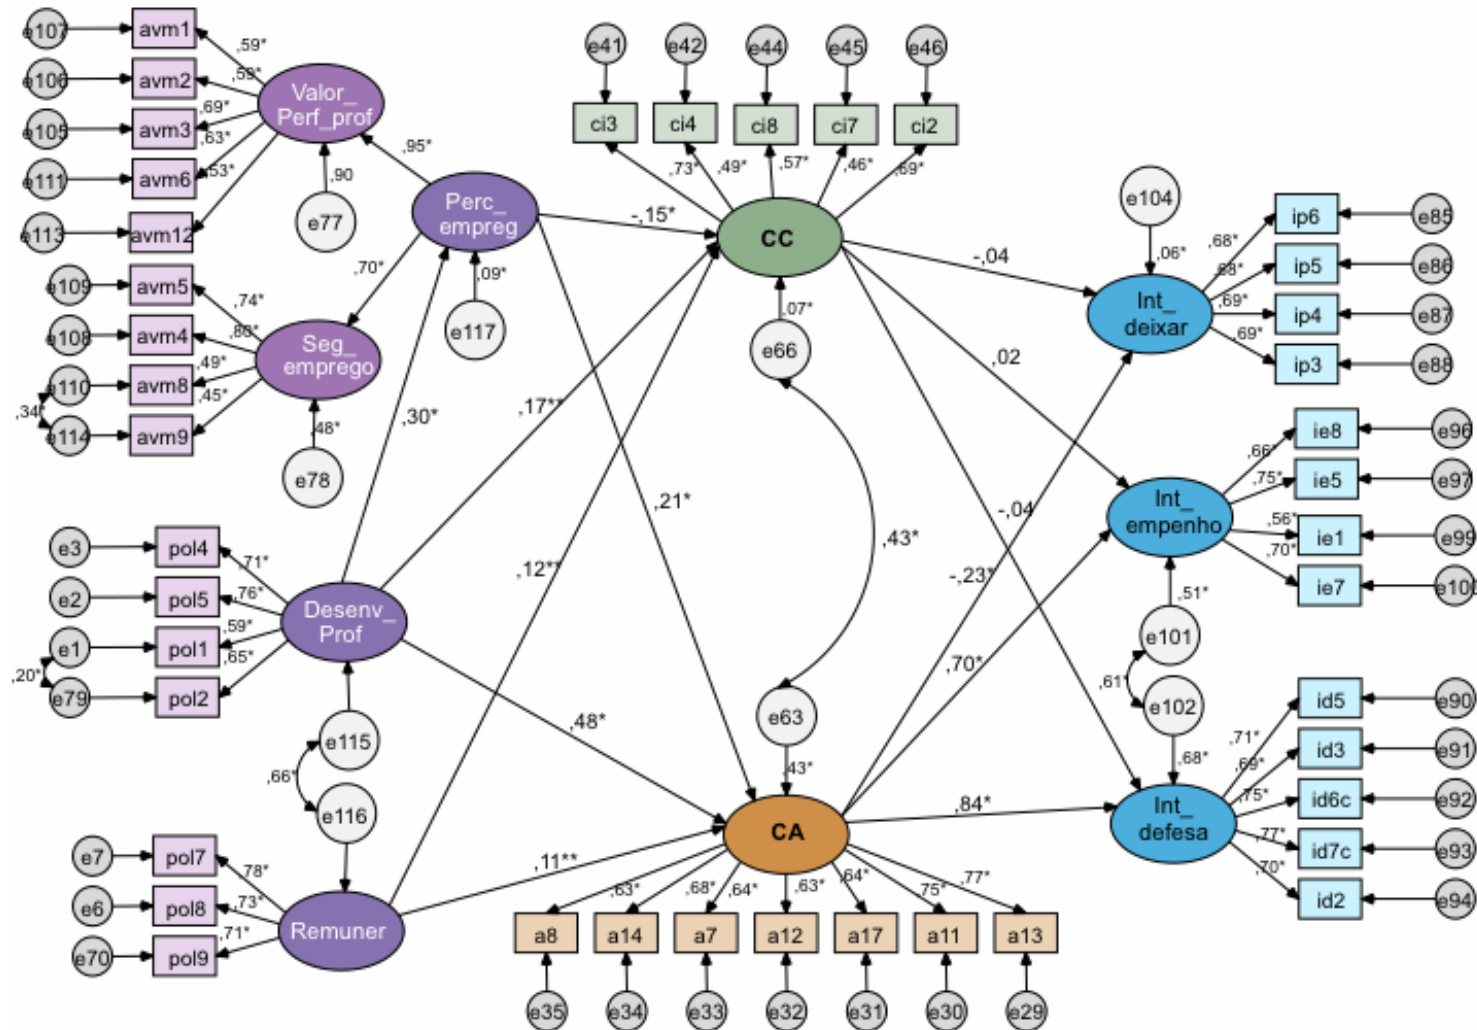 e107
avm1
,59*
e106
avm2
,59*
e105
avm3
,69*
e111
avm6
,63*
e113
avm12
,53*
Valor_
Perf_prof
,90
e77
,95*
Perc_
empreg
,09*
e117
,70*
e109
avm5
,74*
e108
avm4
,80*
e110
avm8
,49*
e114
avm9
,45*
,34*
Seg_
emprego
,48*
e78
e41
e42
e44
e45
e46
ci3
ci4
ci8
ci7
ci2
,73*
,49*
,57*
,46*
,69*
CC
-,15*
,07*
e66
,30*
,17**
,12**
,21*
,43*
e3
pol4
,71*
e2
pol5
,76*
e1
pol1
,59*
e79
pol2
,65*
,20*
Desenv_
Prof
e115
,66*
e116
,48*
e7
pol7
,78*
e6
pol8
,73*
e70
pol9
,71*
Remuner
,11**
e63
,43*
CA
,63*
,68*
,64*
,63*
,64*
,75*
,77*
a8
a14
a7
a12
a17
a11
a13
e35
e34
e33
e32
e31
e30
e29
-,04
,02
-,04
-,23*
,70*
,84*
e104
,06*
Int_
deixar
,68*
ip6
e85
,68*
ip5
e86
,69*
ip4
e87
,69*
ip3
e88
Int_
empenho
,66*
ie8
e96
,75*
ie5
e97
,56*
ie1
e99
,70*
ie7
,51*
e101
,61*
e102
,68*
Int_
defesa
,71*
id5
e90
,69*
id3
e91
,75*
id6c
e92
,77*
id7c
e93
,70*
id2
e94